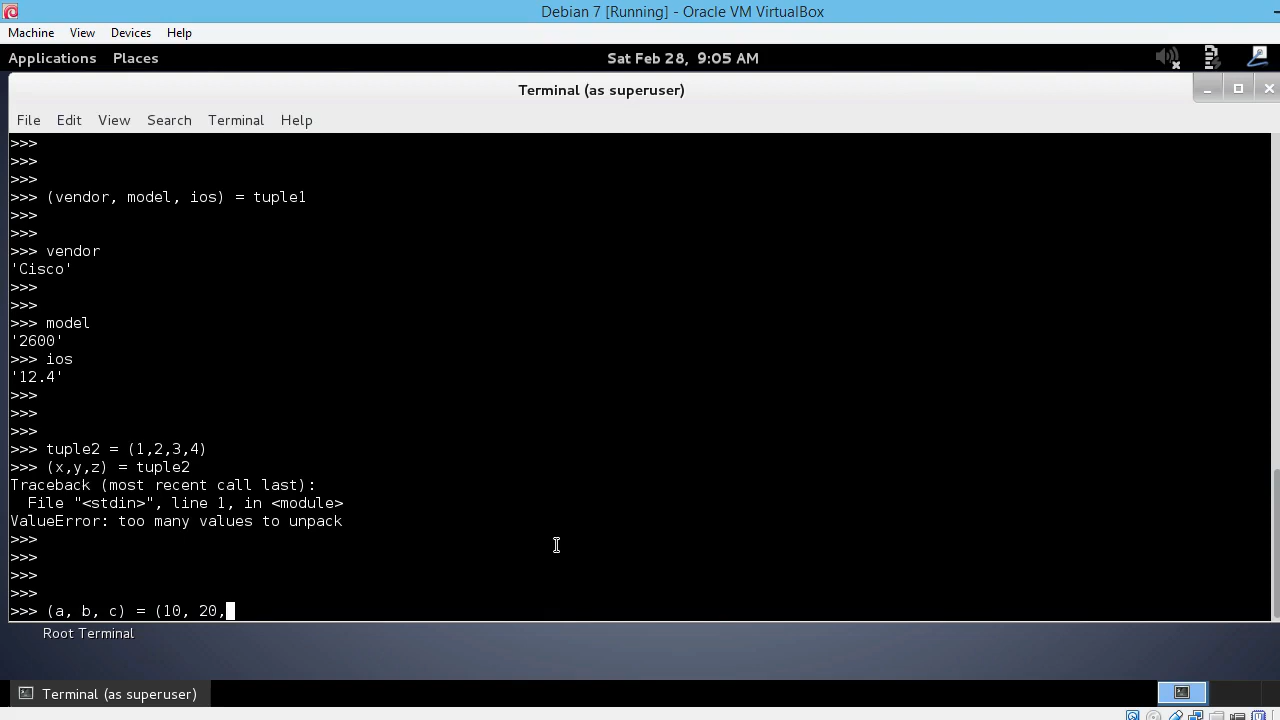 Debian 7 [Running] - Oracle VM VirtualBox
Machine View Devices Help
Applications Places Sat Feb 28, 9:05 AM
Terminal (as superuser)
File Edit View Search Terminal Help
>>>
>>>
>>>
>>> (vendor, model, ios) = tuple1
>>>
>>>
>>> vendor
'Cisco'
>>>
>>>
>>> model
'2600'
>>> ios
'12.4'
>>>
>>>
>>>
>>> tuple2 = (1,2,3,4)
>>> (x,y,z) = tuple2
Traceback (most recent call last):
  File "<stdin>", line 1, in <module>
ValueError: too many values to unpack
>>>
>>>
>>>
>>>
>>> (a, b, c) = (10, 20,
Root Terminal
Terminal (as superuser)